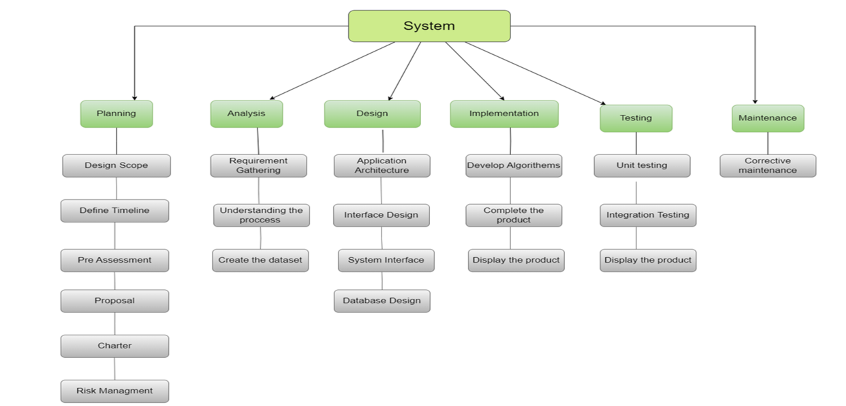 System
Planning
Analysis
Design
Implementation
Testing
Maintenance
Design Scope
Requirement
Gathering
Application
Architecture
Develop Algorithems
Unit testing
Corrective
maintenance
Define Timeline
Understanding the
proccess
Interface Design
Complete the
product
Integration Testing
Pre Assessment
Create the dataset
System Interface
Display the product
Display the product
Proposal
Database Design
Charter
Risk Managment